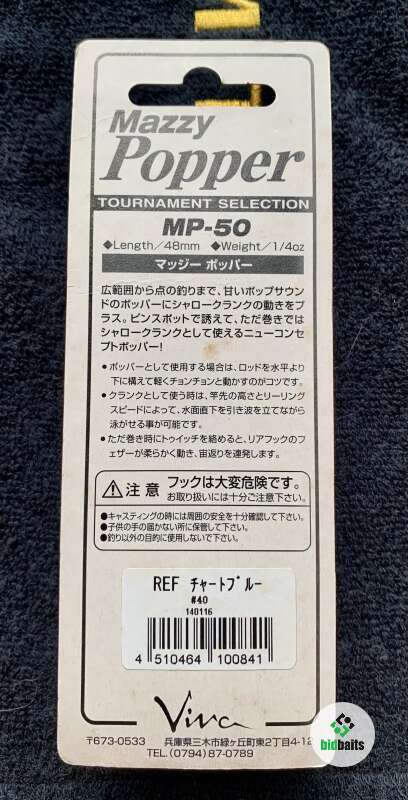 Mazzy
Popper
TOURNAMENT SELECTION
MP-50
◆Length/48mm ◆Weight/1/4oz
マッジー ポッパー
広範囲から点の釣りまで、甘いポップサウン
ドのポッパーにシャロークランクの動きをプ
ラス。ピンスポットで誘えて、ただ巻きでは
シャロークランクとして使えるニューコンセ
プトポッパー!
●ポッパーとして使用する場合は、ロッドを水平より
下に構えて軽くチョンチョンと動かすのがコツです。
●クランクとして使う時は、竿先の高さとリーリング
スピードによって、水面直下を引き波を立てながら
泳がせる事が可能です。
●ただ巻き時にトゥイッチを絡めると、リアフックのフ
ェザーが柔らかく動き、宙返りを連発します。
注意 フックは大変危険です。
お取り扱いには十分ご注意下さい。
●キャスティングの時には周囲の安全を十分確認して下さい。
●子供の手の届かない所に保管して下さい。
●釣り以外の目的に使用しないで下さい。
REF チャートブルー
#40
140116
4 510464 100841
Viva
〒673-0533 兵庫県三木市緑ヶ丘町東2丁目4-12
TEL.(0794)87-0789
bidbaits